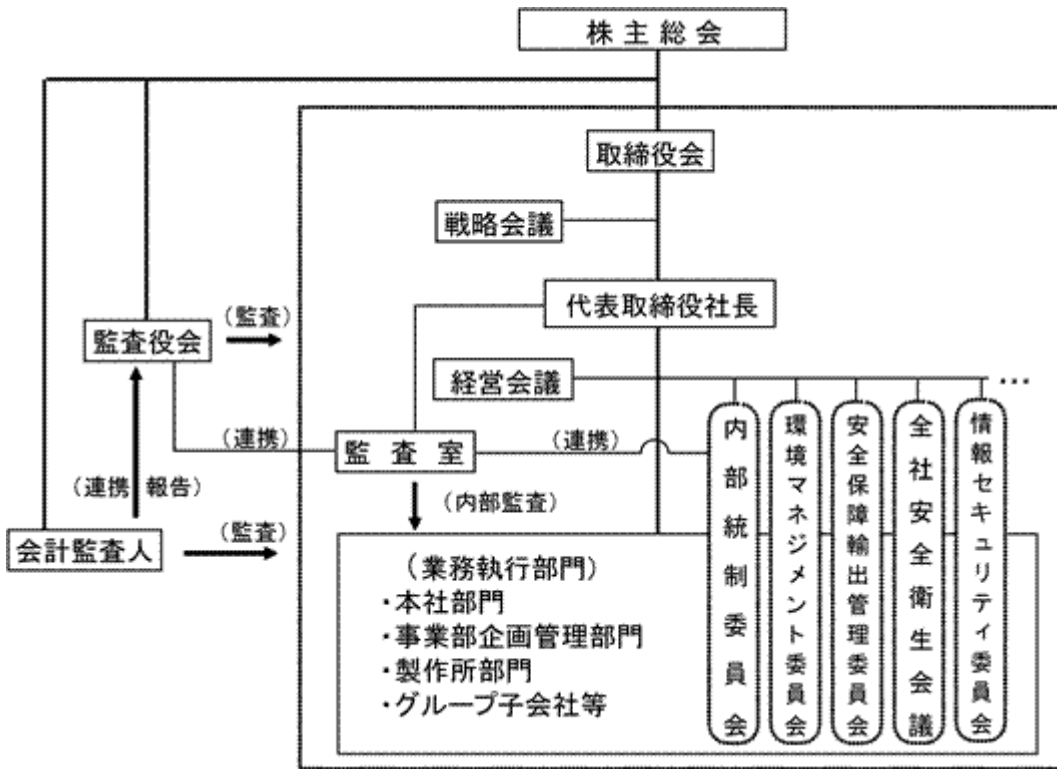 株主総会
取締役会
戦略会議
代表取締役社長
監査役会
（監査）
経営会議
…
（連携）
監査室
（連携）
（連携 報告）
（内部監査）
会計監査人
（監査）
（業務執行部門）
・本社部門
・事業部企画管理部門
・製作所部門
・グループ子会社等
内部統制委員会
環境マネジメント委員会
安全保障輸出管理委員会
全社安全衛生会議
情報セキュリティ委員会